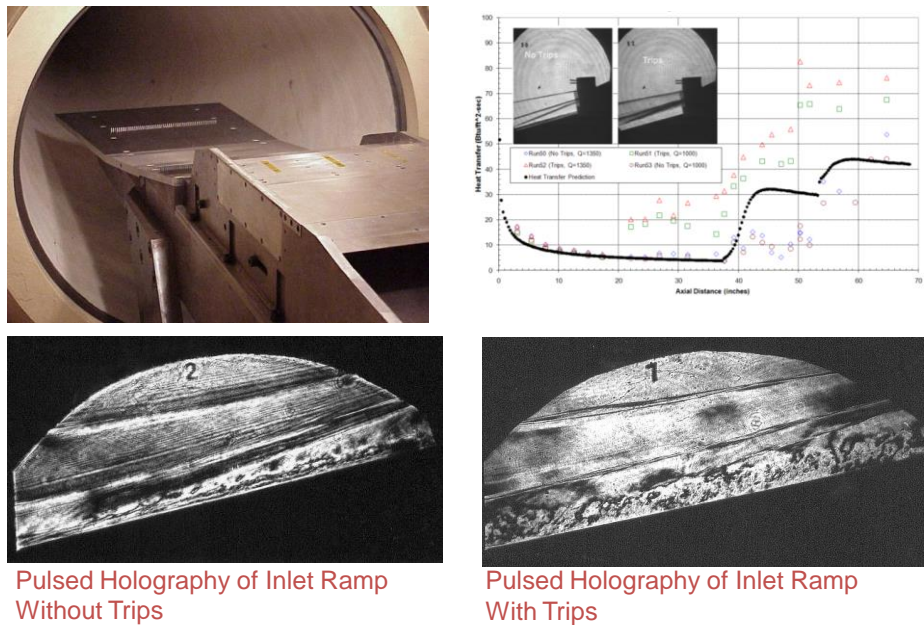 100
90
80
70
60
50
40
30
20
10
0
Heat Transfer (Btu/ft^2-sec)
No Trips
Trips
Run60 (No Trips, Q=1350)
Run61 (Trips, Q=1000)
Run62 (Trips, Q=1350)
Run63 (No Trips, Q=1000)
Heat Transfer Prediction
0 10 20 30 40 50 60 70
Axial Distance (inches)
2
1
Pulsed Holography of Inlet Ramp
Without Trips
Pulsed Holography of Inlet Ramp
With Trips